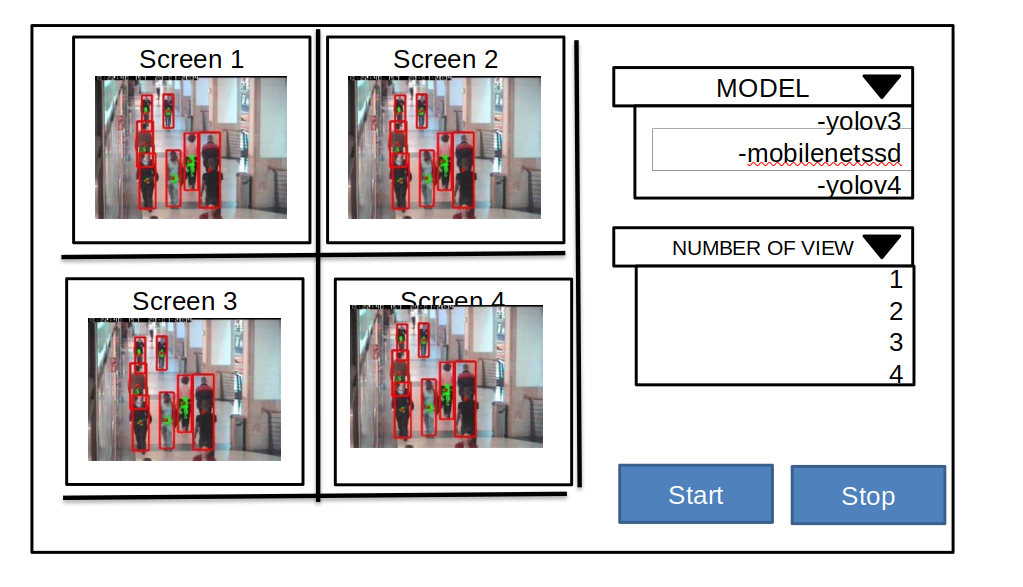 Screen 1
Screen 2
Screen 3
Screen 4
MODEL
-yolov3
-mobilenetssd
-yolov4
NUMBER OF VIEW
1
2
3
4
Start
Stop